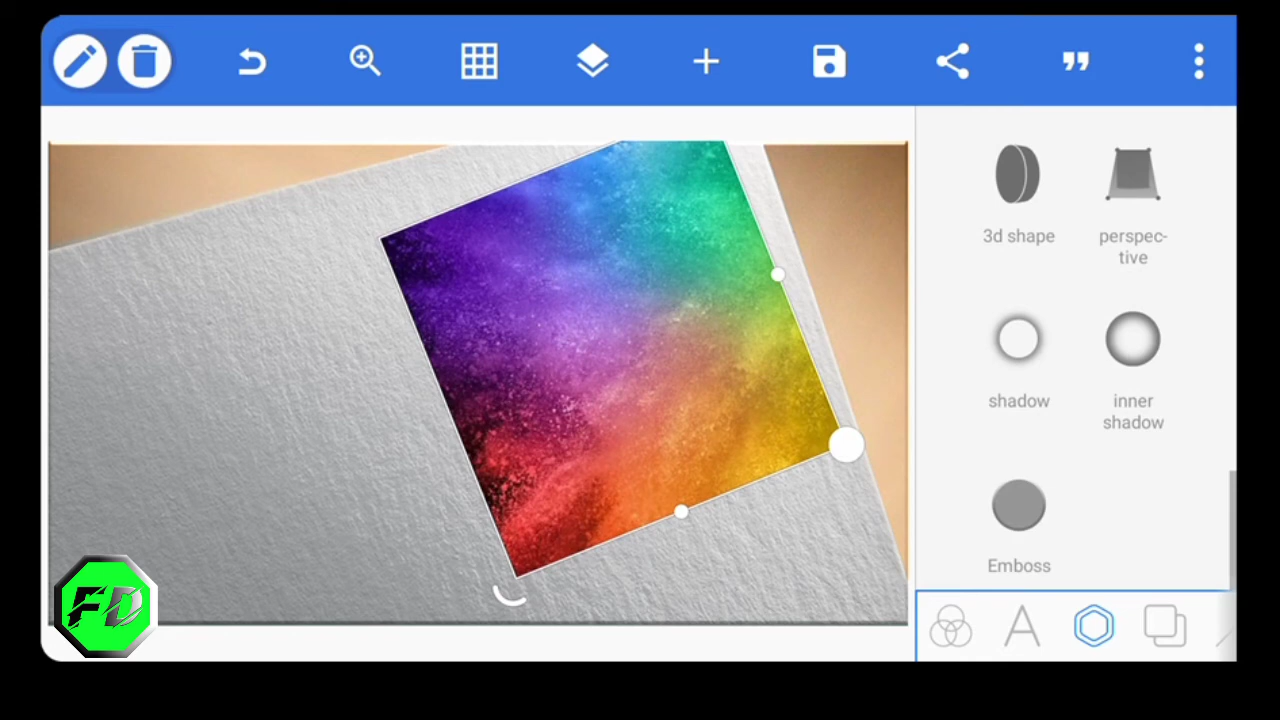 3d shape
perspec-
tive
shadow
inner
shadow
Emboss
A
FD